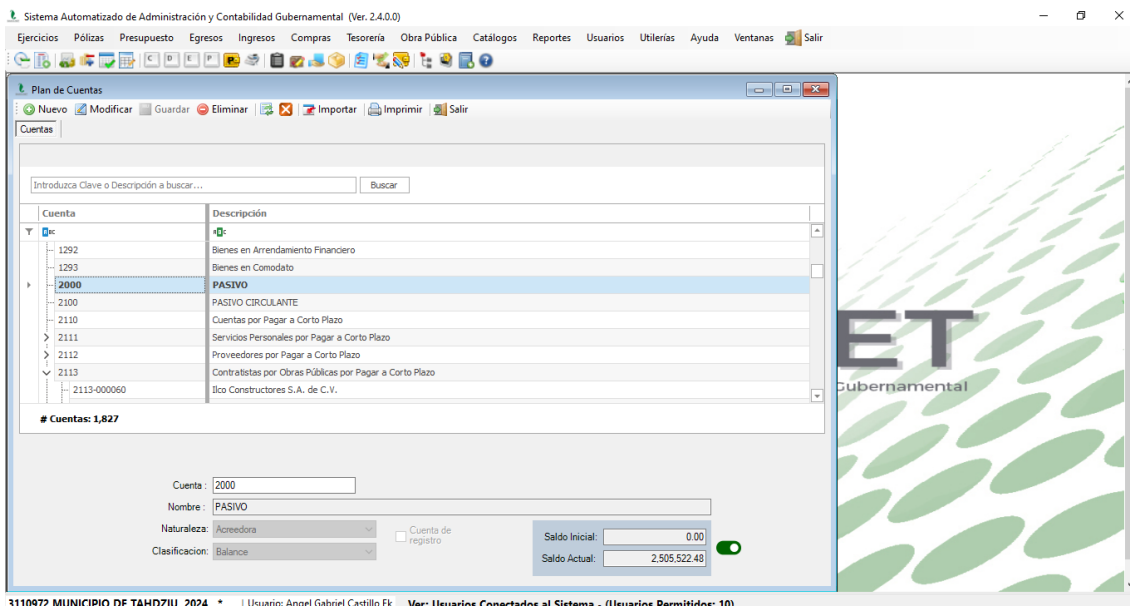 Sistema Automatizado de Administración y Contabilidad Gubernamental (Ver. 2.4.0.0)
Ejercicios Pólizas Presupuesto Egresos Ingresos Compras Tesorería Obra Pública Catálogos Reportes Usuarios Utilerías Ayuda Ventanas Salir
C D E P P
Plan de Cuentas
Nuevo Modificar Guardar Eliminar Importar Imprimir Salir
Cuentas
Introduzca Clave o Descripción a buscar... Buscar
Cuenta Descripción
1292 Bienes en Arrendamiento Financiero
1293 Bienes en Comodato
2000 PASIVO
2100 PASIVO CIRCULANTE
2110 Cuentas por Pagar a Corto Plazo
2111 Servicios Personales por Pagar a Corto Plazo
2112 Proveedores por Pagar a Corto Plazo
2113 Contratistas por Obras Públicas por Pagar a Corto Plazo
2113-000060 Ilco Constructores S.A. de C.V.
# Cuentas: 1,827
ET
Gubernamental
Cuenta : 2000
Nombre : PASIVO
Naturaleza: Acreedora
Cuenta de registro
Clasificacion: Balance
Saldo Inicial: 0.00
Saldo Actual: 2,505,522.48
3110972 MUNICIPIO DE TAHDZIU_2024_* | Usuario: Angel Gabriel Castillo Ek Ver: Usuarios Conectados al Sistema - (Usuarios Permitidos: 10)